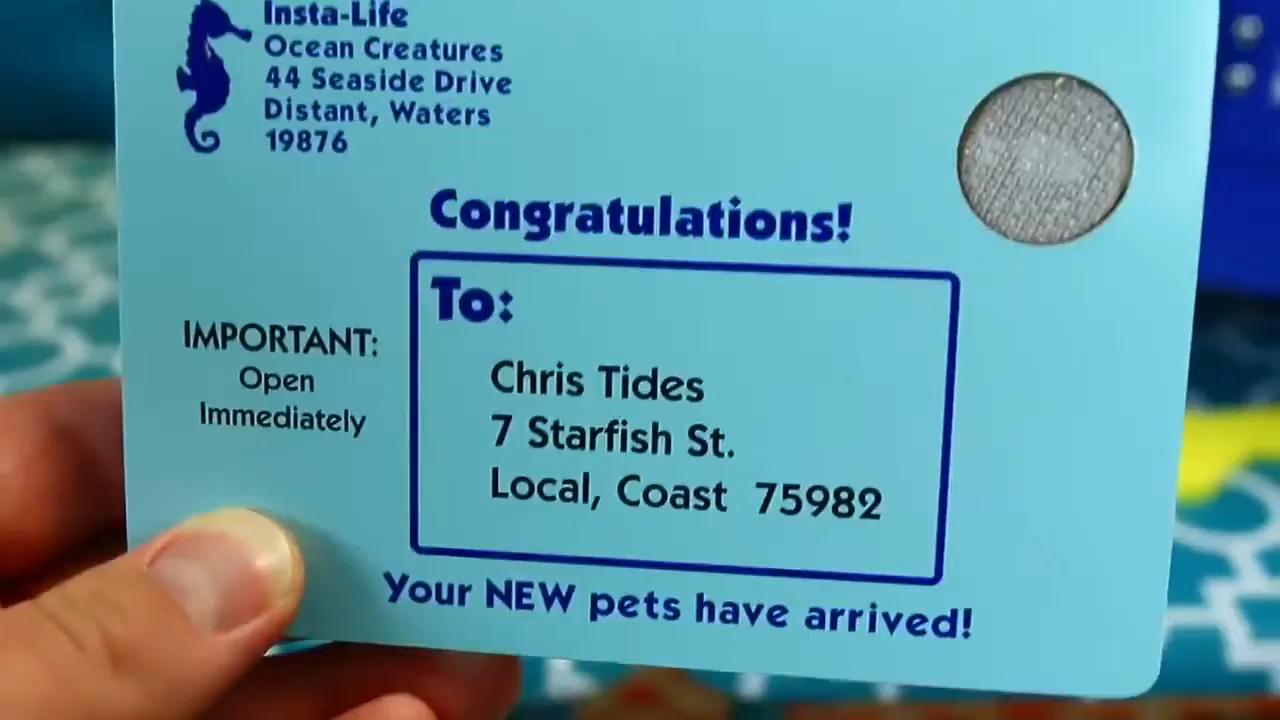 Insta-Life
Ocean Creatures
44 Seaside Drive
Distant, Waters
19876
Congratulations!
To:
Chris Tides
7 Starfish St.
Local, Coast 75982
IMPORTANT:
Open
Immediately
Your NEW pets have arrived!